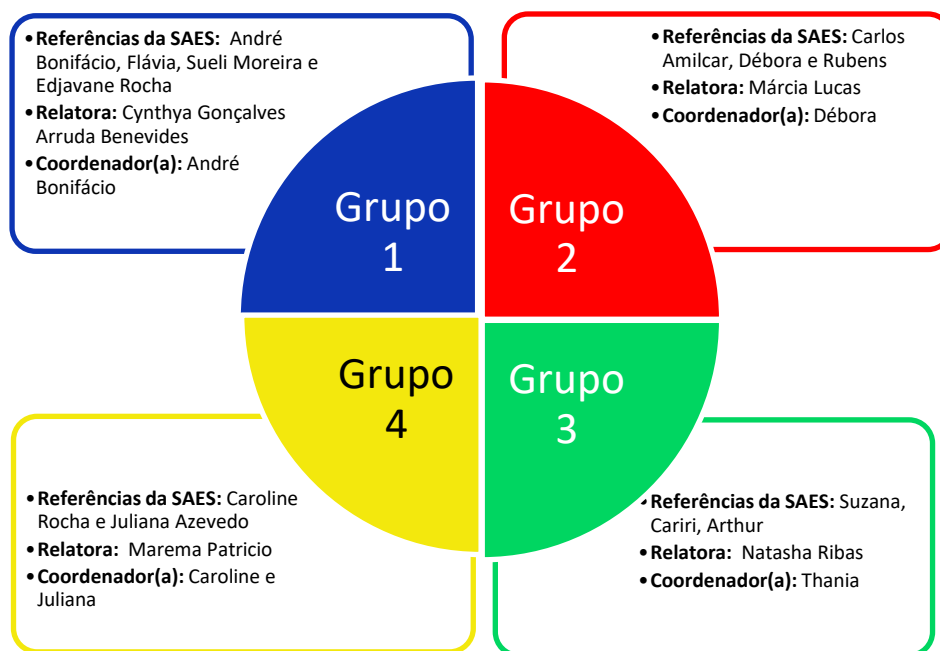 •Referências da SAES: André
Bonifácio, Flávia, Sueli Moreira e
Edjavane Rocha
•Relatora: Cynthya Gonçalves
Arruda Benevides
•Coordenador(a): André
Bonifácio
•Referências da SAES: Carlos
Amilcar, Débora e Rubens
•Relatora: Márcia Lucas
•Coordenador(a): Débora
Grupo
1
Grupo
2
Grupo
4
Grupo
3
•Referências da SAES: Caroline
Rocha e Juliana Azevedo
•Relatora: Marema Patricio
•Coordenador(a): Caroline e
Juliana
•Referências da SAES: Suzana,
Cariri, Arthur
•Relatora: Natasha Ribas
•Coordenador(a): Thania